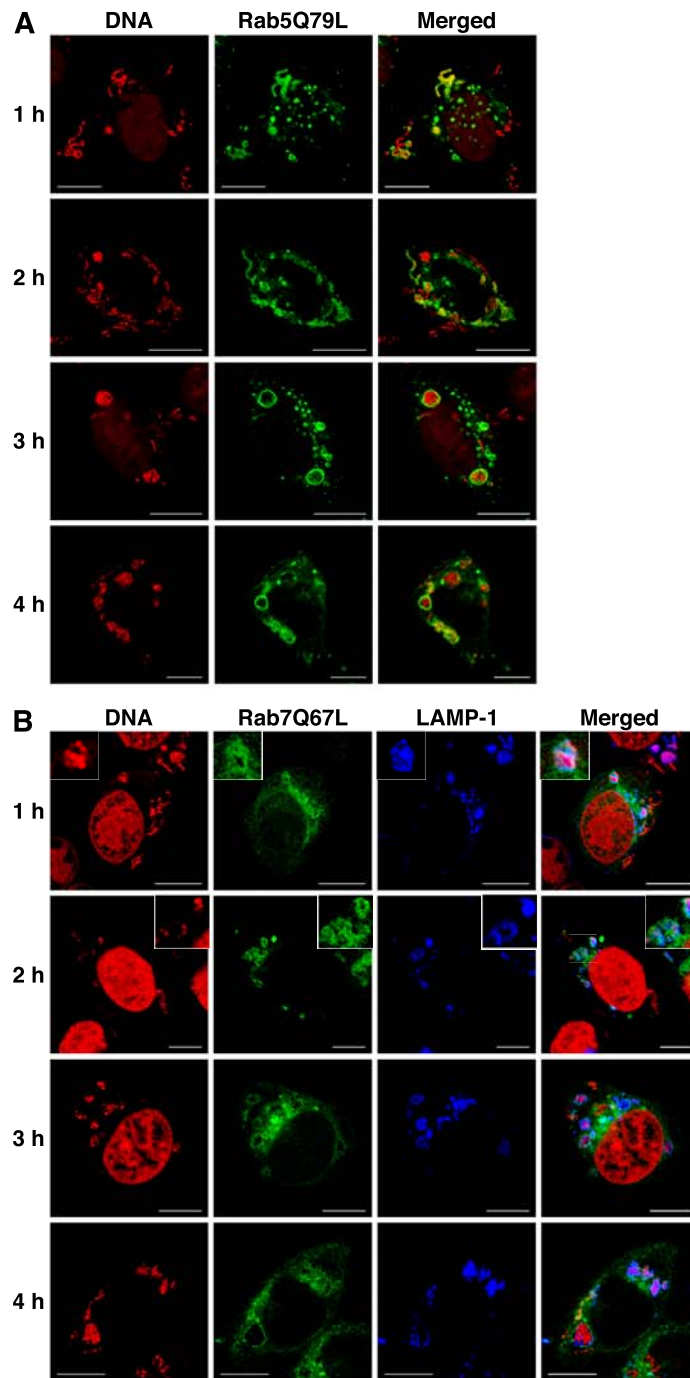 A DNA Rab5Q79L Merged
1 h
2 h
3 h
4 h
B DNA Rab7Q67L LAMP-1 Merged
1 h
2 h
3 h
4 h